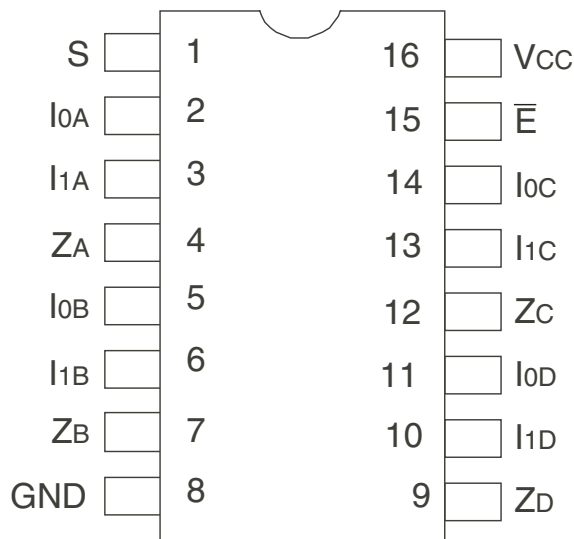 S 1 16 VCC
I0A 2 15 E̅
I1A 3 14 I0C
ZA 4 13 I1C
I0B 5 12 ZC
I1B 6 11 I0D
ZB 7 10 I1D
GND 8 9 ZD